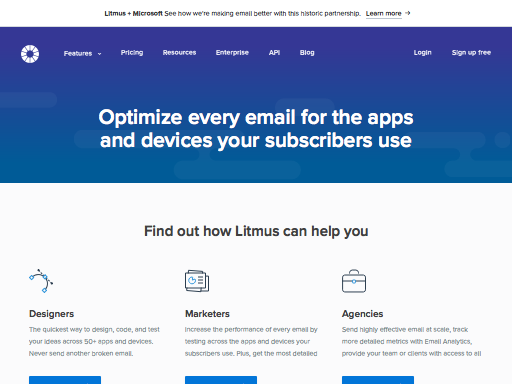 Litmus + Microsoft See how we're making email better with this historic partnership. Learn more →
Features Pricing Resources Enterprise API Blog Login Sign up free
Optimize every email for the apps
and devices your subscribers use
Find out how Litmus can help you
Designers Marketers Agencies
The quickest way to design, code, and test
your ideas across 50+ apps and devices.
Never send another broken email.
Increase the performance of every email by
testing across the apps and devices your
subscribers use. Plus, get the most detailed
Send highly effective email at scale, track
more detailed metrics with Email Analytics,
provide your team or clients with access to all